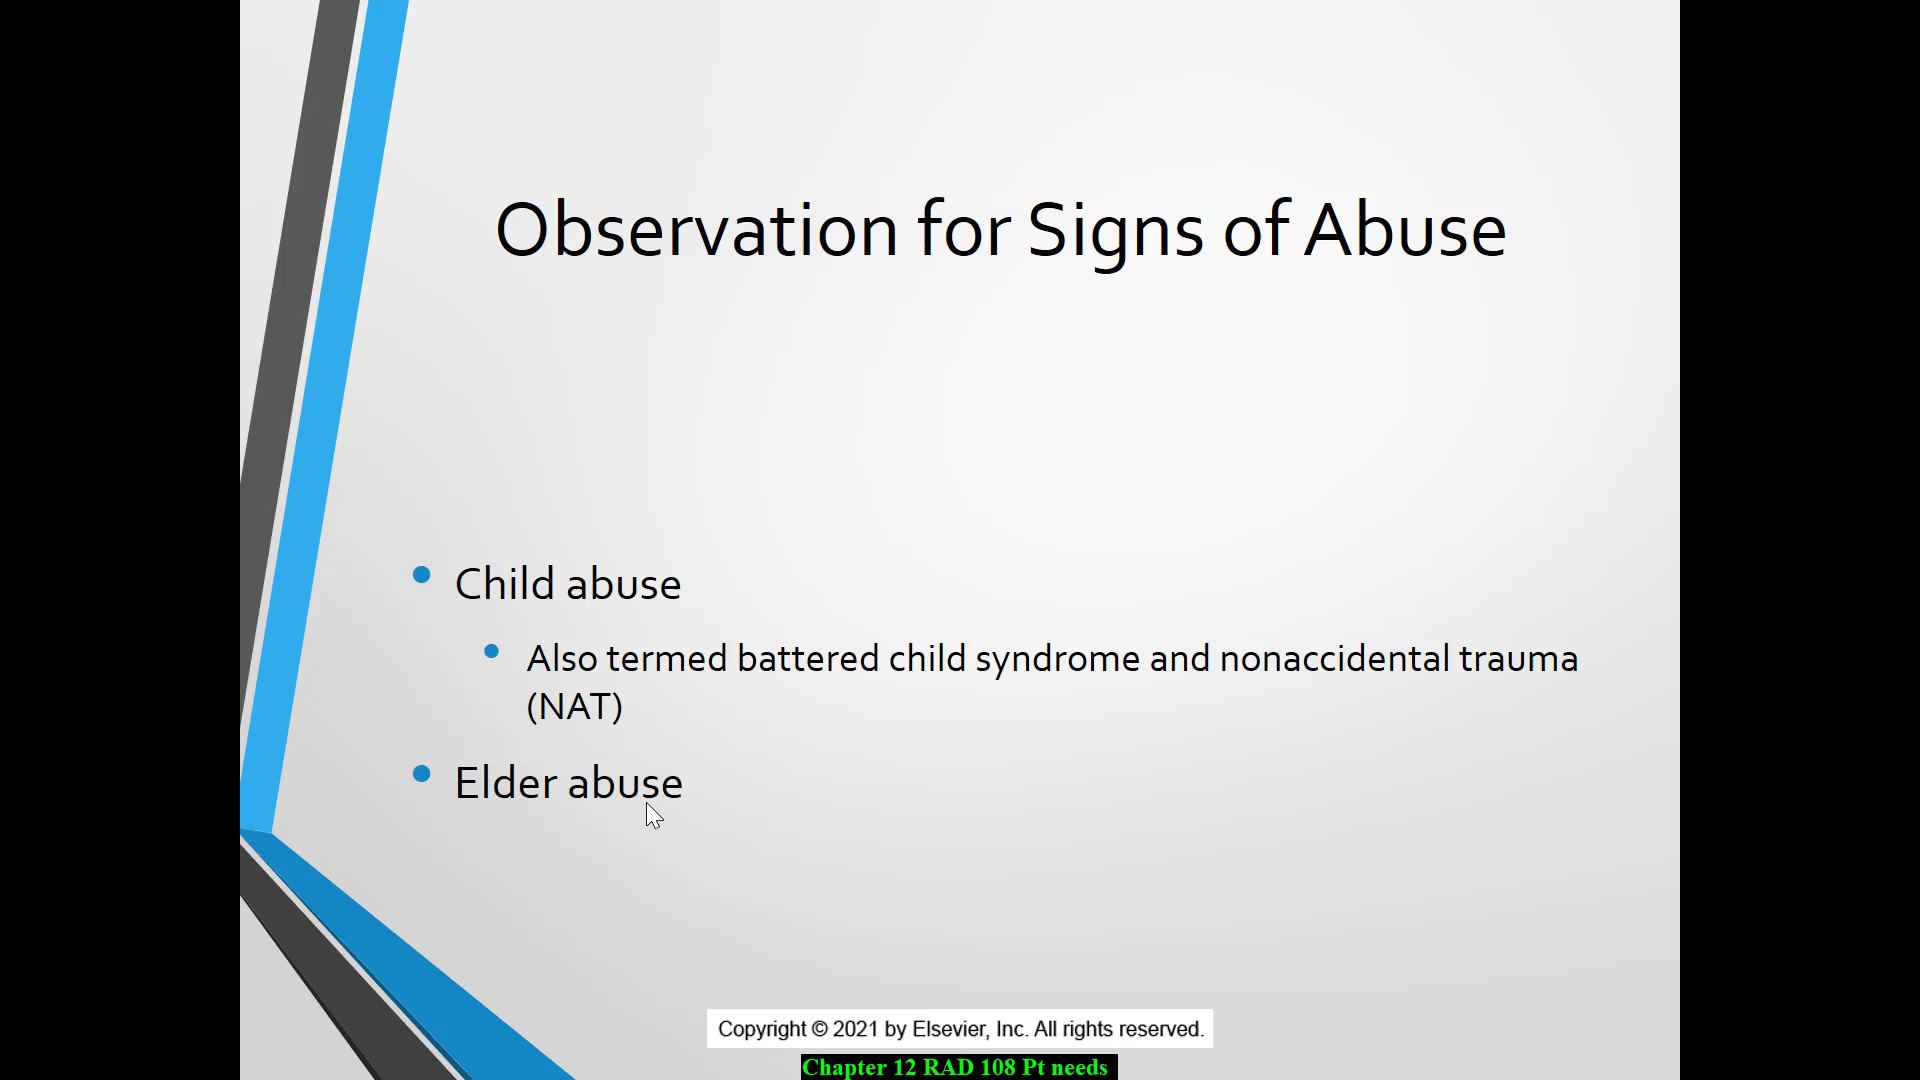 Observation for Signs of Abuse
• Child abuse
• Also termed battered child syndrome and nonaccidental trauma
(NAT)
• Elder abuse
Copyright © 2021 by Elsevier, Inc. All rights reserved.
Chapter 12 RAD 108 Pt needs